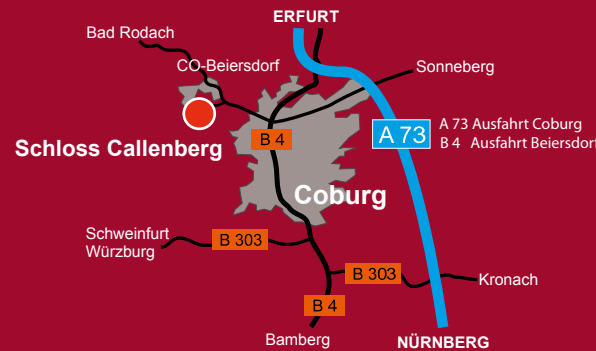 ERFURT
Bad Rodach
CO-Beiersdorf
Sonneberg
A 73
A 73 Ausfahrt Coburg
B 4 Ausfahrt Beiersdorf
B 4
Schloss Callenberg
Coburg
Schweinfurt
Würzburg
B 303
B 303
Kronach
B 4
Bamberg
NÜRNBERG